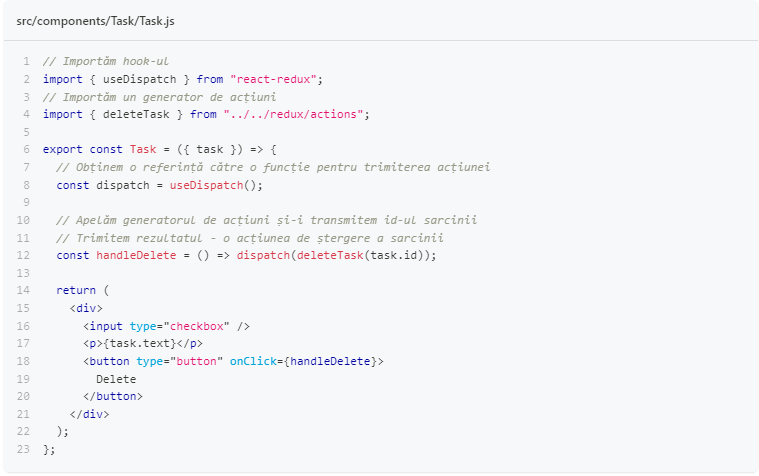 src/components/Task/Task.js
1 // Importăm hook-ul
2 import { useDispatch } from "react-redux";
3 // Importăm un generator de acțiuni
4 import { deleteTask } from "../../redux/actions";
5
6 export const Task = ({ task }) => {
7   // Obținem o referință către o funcție pentru trimiterea acțiunei
8   const dispatch = useDispatch();
9
10   // Apelăm generatorul de acțiuni și-i transmitem id-ul sarcinii
11   // Trimitem rezultatul - o acțiunea de ștergere a sarcinii
12   const handleDelete = () => dispatch(deleteTask(task.id));
13
14   return (
15     <div>
16       <input type="checkbox" />
17       <p>{task.text}</p>
18       <button type="button" onClick={handleDelete}>
19         Delete
20       </button>
21     </div>
22   );
23 };